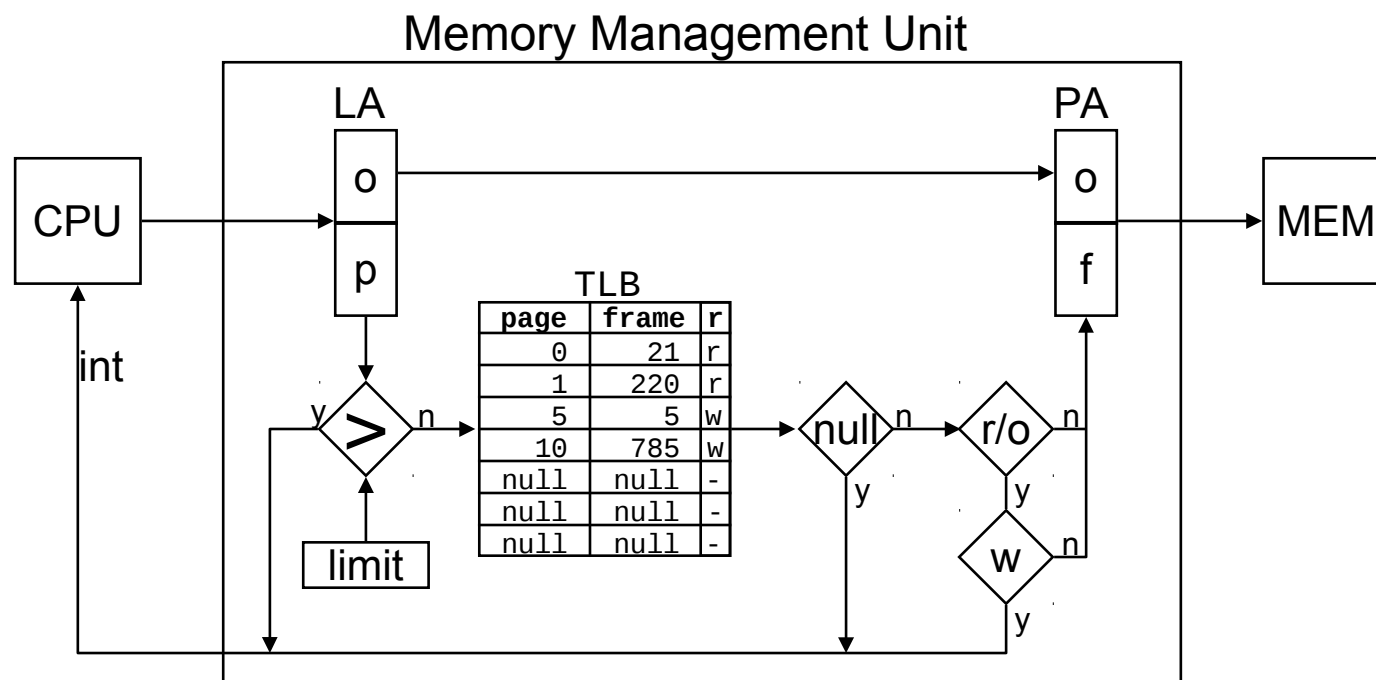 Memory Management Unit
LA
PA
CPU
o
o
MEM
p
f
TLB
page frame r
0 21 r
1 220 r
5 5 w
10 785 w
null null -
null null -
null null -
int
y
>
n
null
n
r/o
n
y
y
limit
w
n
y